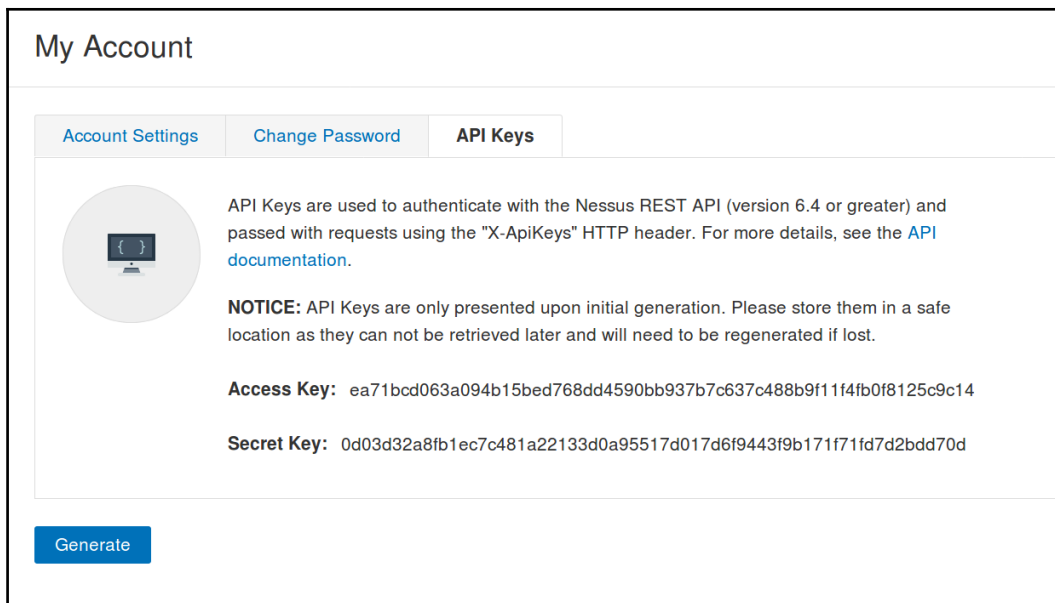 My Account
Account Settings
Change Password
API Keys
{ }
API Keys are used to authenticate with the Nessus REST API (version 6.4 or greater) and
passed with requests using the "X-ApiKeys" HTTP header. For more details, see the API
documentation.
NOTICE: API Keys are only presented upon initial generation. Please store them in a safe
location as they can not be retrieved later and will need to be regenerated if lost.
Access Key: ea71bcd063a094b15bed768dd4590bb937b7c637c488b9f11f4fb0f8125c9c14
Secret Key: 0d03d32a8fb1ec7c481a22133d0a95517d017d6f9443f9b171f71fd7d2bdd70d
Generate